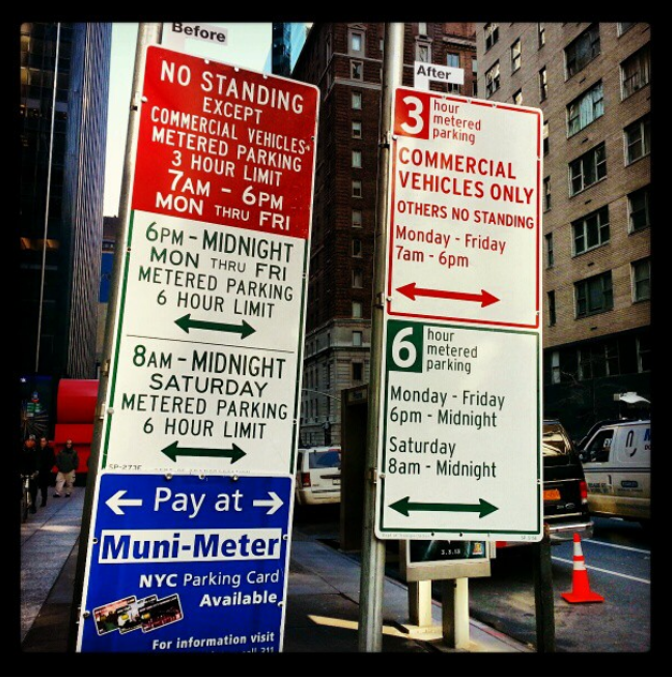 Before
NO STANDING
EXCEPT
COMMERCIAL VEHICLES
METERED PARKING
3 HOUR LIMIT
7AM - 6PM
MON THRU FRI
6PM - MIDNIGHT
MON THRU FRI
METERED PARKING
6 HOUR LIMIT
8AM - MIDNIGHT
SATURDAY
METERED PARKING
6 HOUR LIMIT
Pay at
Muni-Meter
NYC Parking Card
Available
For information visit
After
3 hour
metered
parking
COMMERCIAL
VEHICLES ONLY
OTHERS NO STANDING
Monday - Friday
7am - 6pm
6 hour
metered
parking
Monday - Friday
6pm - Midnight
Saturday
8am - Midnight